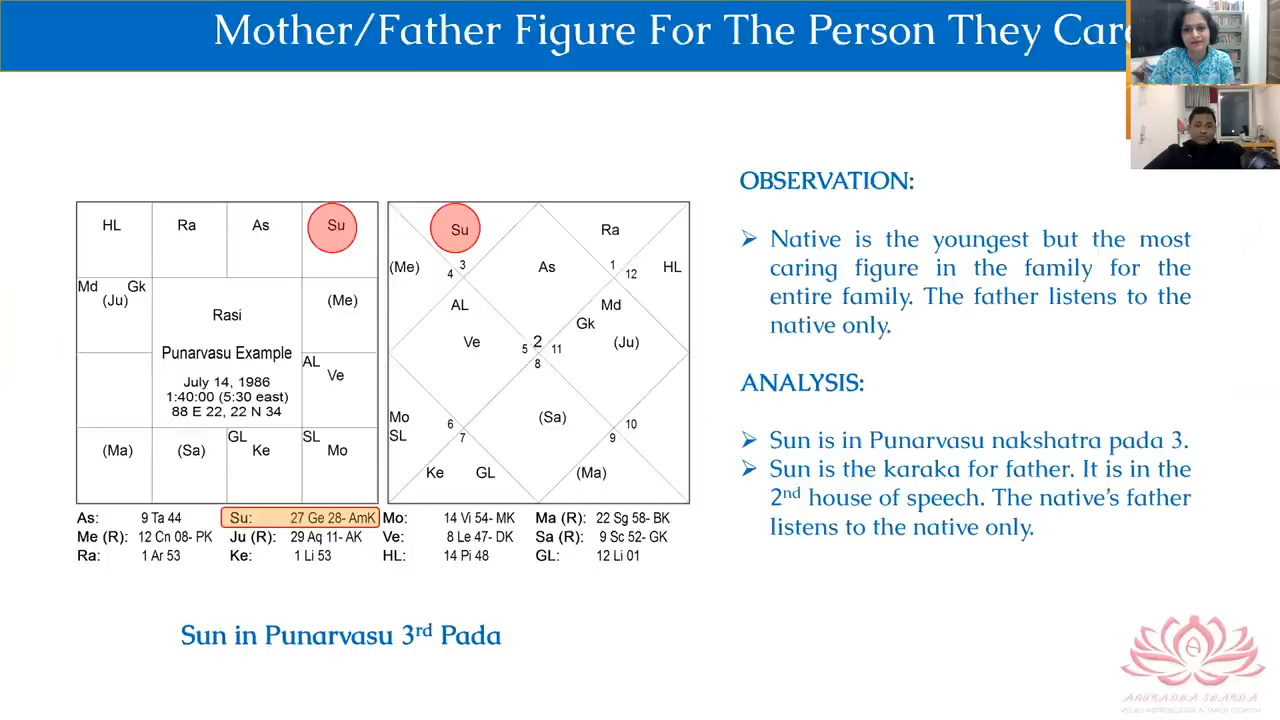 Mother/Father Figure For The Person They Care
HL Ra As Su
Md Gk
(Ju) (Me)
Rasi
Punarvasu Example
July 14, 1986
1:40:00 (5:30 east)
88 E 22, 22 N 34
AL
Ve
(Ma) (Sa) GL
Ke SL
Mo
Su Ra
(Me) 4 3 As 1 12 HL
AL Md
Gk
Ve (Ju)
5 2 11
8
Mo
SL 6 7 (Sa) 9 10
Ke GL (Ma)
As: 9 Ta 44 Su: 27 Ge 28- AmK Mo: 14 Vi 54- MK Ma (R): 22 Sg 58- BK
Me (R): 12 Cn 08- PK Ju (R): 29 Aq 11- AK Ve: 8 Le 47- DK Sa (R): 9 Sc 52- GK
Ra: 1 Ar 53 Ke: 1 Li 53 HL: 14 Pi 48 GL: 12 Li 01
Sun in Punarvasu 3rd Pada
OBSERVATION:
➢ Native is the youngest but the most
caring figure in the family for the
entire family. The father listens to the
native only.
ANALYSIS:
➢ Sun is in Punarvasu nakshatra pada 3.
➢ Sun is the karaka for father. It is in the
2nd house of speech. The native's father
listens to the native only.
ANURADHA SHARDA